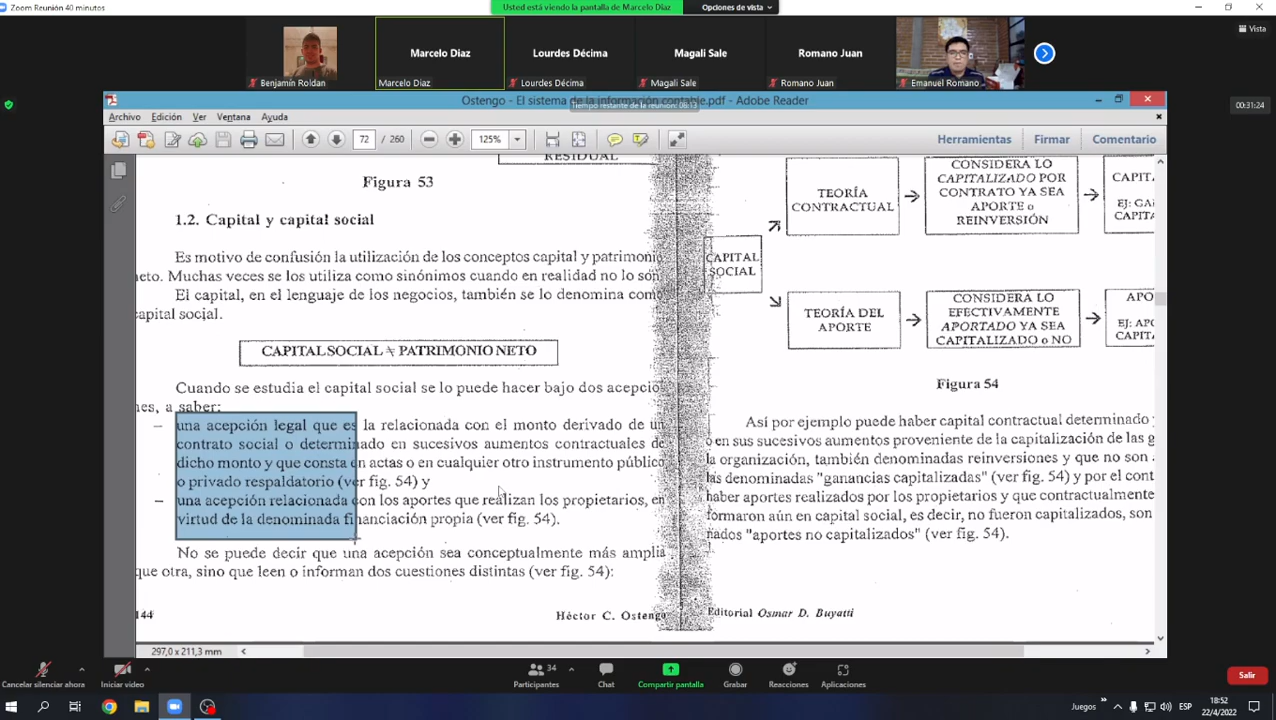 Zoom Reunión 40 minutos
Usted está viendo la pantalla de Marcelo Diaz
Opciones de vista
Vista
Benjamín Roldan
Marcelo Diaz
Marcelo Diaz
Lourdes Décima
Lourdes Décima
Magali Sale
Magali Sale
Romano Juan
Romano Juan
Emanuel Romano
00:31:24
Ostengo - El sistema de la información contable.pdf - Adobe Reader
Tiempo restante de la reunión:
Archivo Edición Ver Ventana Ayuda
72 / 260 125% Herramientas Firmar Comentario
RESIDUAL
Figura 53
1.2. Capital y capital social
Es motivo de confusión la utilización de los conceptos capital y patrimonio
neto. Muchas veces se los utiliza como sinónimos cuando en realidad no lo son
El capital, en el lenguaje de los negocios, también se lo denomina como
capital social.
CAPITAL SOCIAL ≠ PATRIMONIO NETO
Cuando se estudia el capital social se lo puede hacer bajo dos acepcio
nes, a saber:
– una acepción legal que es la relacionada con el monto derivado de un
contrato social o determinado en sucesivos aumentos contractuales de
dicho monto y que consta en actas o en cualquier otro instrumento público
o privado respaldatorio (ver fig. 54) y
– una acepción relacionada con los aportes que realizan los propietarios, en
virtud de la denominada financiación propia (ver fig. 54).
No se puede decir que una acepción sea conceptualmente más amplia
que otra, sino que leen o informan dos cuestiones distintas (ver fig. 54):
144
Héctor C. Ostengo
CAPITAL
SOCIAL
TEORÍA
CONTRACTUAL
CONSIDERA LO
CAPITALIZADO POR
CONTRATO YA SEA
APORTE o
REINVERSIÓN
CAPIT
EJ: GA
CAPITA
TEORÍA DEL
APORTE
CONSIDERA LO
EFECTIVAMENTE
APORTADO YA SEA
CAPITALIZADO o NO
APO
EJ: APO
CAPITA
Figura 54
Así por ejemplo puede haber capital contractual determinado
o en sus sucesivos aumentos proveniente de la capitalización de las g
la organización, también denominadas reinversiones y que no son
las denominadas "ganancias capitalizadas" (ver fig. 54) y por el cont
haber aportes realizados por los propietarios y que contractualmente
formaron aún en capital social, es decir, no fueron capitalizados, son
nados "aportes no capitalizados" (ver fig. 54).
Editorial Osmar D. Buyatti
297,0 x 211,3 mm
Cancelar silenciar ahora
Iniciar video
34
Participantes
Chat
Compartir pantalla
Grabar
Reacciones
Aplicaciones
Salir
Juegos
ESP
18:52
22/4/2022